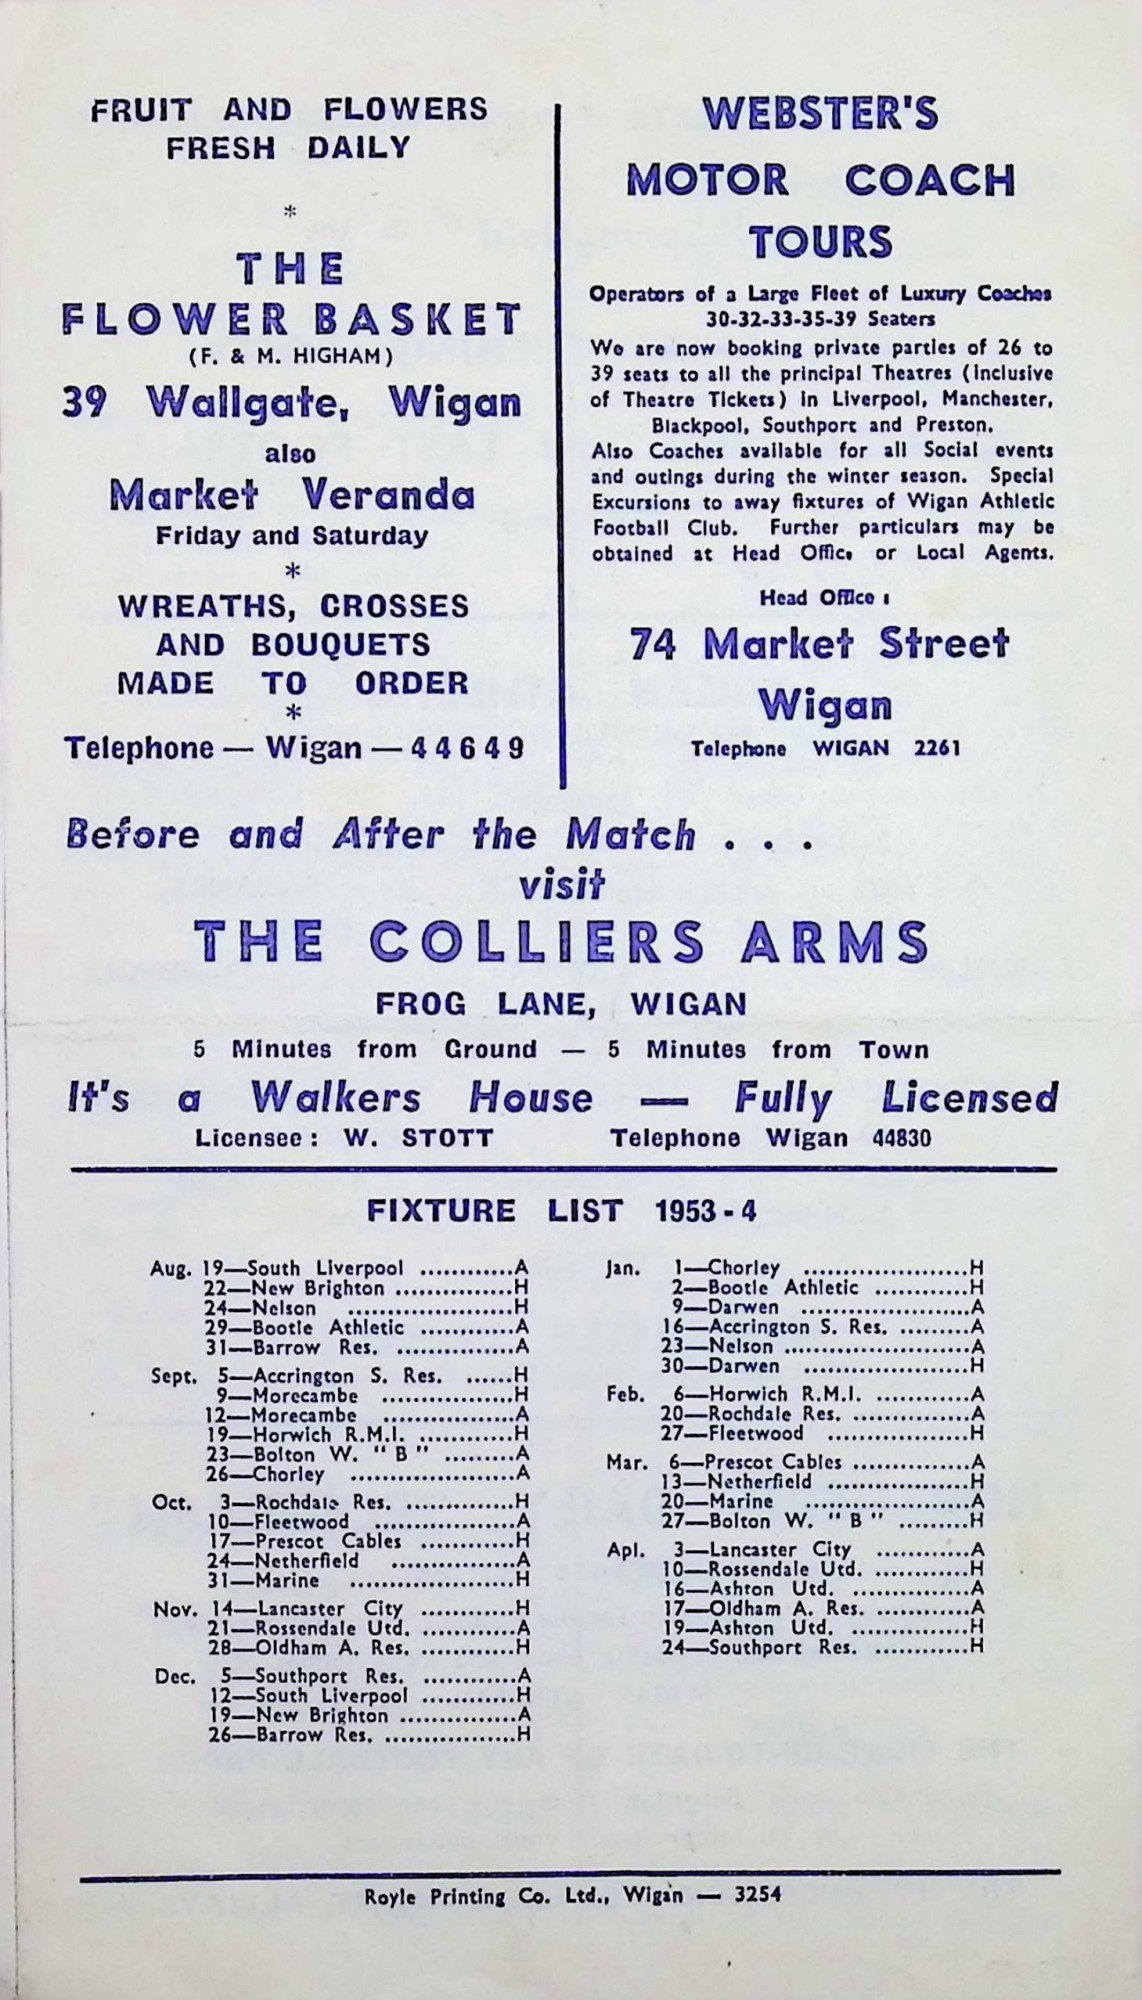 FRUIT AND FLOWERS
FRESH DAILY
*
THE
FLOWER BASKET
(F. & M. HIGHAM)
39 Wallgate, Wigan
also
Market Veranda
Friday and Saturday
*
WREATHS, CROSSES
AND BOUQUETS
MADE TO ORDER
*
Telephone — Wigan — 44649
WEBSTER'S
MOTOR COACH
TOURS
Operators of a Large Fleet of Luxury Coaches
30-32-33-35-39 Seaters
We are now booking private parties of 26 to
39 seats to all the principal Theatres (inclusive
of Theatre Tickets) in Liverpool, Manchester,
Blackpool, Southport and Preston.
Also Coaches available for all Social events
and outings during the winter season. Special
Excursions to away fixtures of Wigan Athletic
Football Club. Further particulars may be
obtained at Head Office or Local Agents.
Head Office :
74 Market Street
Wigan
Telephone WIGAN 2261
Before and After the Match . . .
visit
THE COLLIERS ARMS
FROG LANE, WIGAN
5 Minutes from Ground — 5 Minutes from Town
It's a Walkers House — Fully Licensed
Licensee : W. STOTT Telephone Wigan 44830
FIXTURE LIST 1953-4
Aug. 19—South Liverpool ............A
22—New Brighton ...............H
24—Nelson .....................H
29—Bootle Athletic ............A
31—Barrow Res. ...............A
Sept. 5—Accrington S. Res. ......H
9—Morecambe .................H
12—Morecambe .................A
19—Horwich R.M.I. ............H
23—Bolton W. "B" .........A
26—Chorley .....................A
Oct. 3—Rochdale Res. ..............H
10—Fleetwood ..................A
17—Prescot Cables ............H
24—Netherfield ................A
31—Marine .....................H
Nov. 14—Lancaster City ............H
21—Rossendale Utd. ............A
28—Oldham A. Res. ............H
Dec. 5—Southport Res. ............A
12—South Liverpool ............H
19—New Brighton ...............A
26—Barrow Res. .................H
Jan. 1—Chorley .....................H
2—Bootle Athletic ............H
9—Darwen ......................A
16—Accrington S. Res. .........A
23—Nelson ........................A
30—Darwen .......................H
Feb. 6—Horwich R.M.I. ............A
20—Rochdale Res. ...............A
27—Fleetwood ..................H
Mar. 6—Prescot Cables ...............A
13—Netherfield ..................H
20—Marine .....................A
27—Bolton W. "B" .........H
Apl. 3—Lancaster City ............A
10—Rossendale Utd. ............H
16—Ashton Utd. ...............A
17—Oldham A. Res. ............A
19—Ashton Utd. .................H
24—Southport Res. ..............H
Royle Printing Co. Ltd., Wigan — 3254